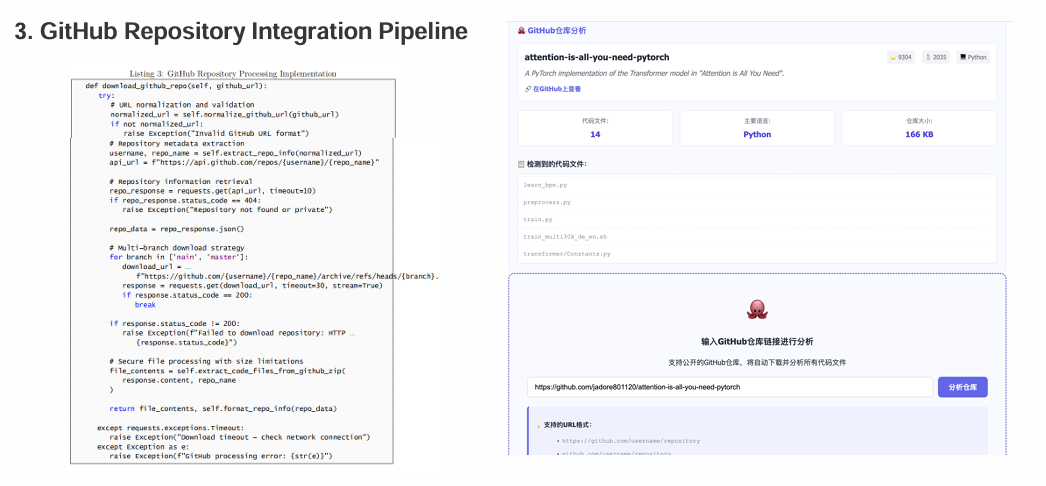 3. GitHub Repository Integration Pipeline
Listing 3: GitHub Repository Processing Implementation
def download_github_repo(self, github_url):
try:
# URL normalization and validation
normalized_url = self.normalize_github_url(github_url)
if not normalized_url:
raise Exception("Invalid GitHub URL format")
# Repository metadata extraction
username, repo_name = self.extract_repo_info(normalized_url)
api_url = f"https://api.github.com/repos/{username}/{repo_name}"
# Repository information retrieval
repo_response = requests.get(api_url, timeout=10)
if repo_response.status_code == 404:
raise Exception("Repository not found or private")
repo_data = repo_response.json()
# Multi-branch download strategy
for branch in ['main', 'master']:
download_url = …
f"https://github.com/{username}/{repo_name}/archive/refs/heads/{branch}.
response = requests.get(download_url, timeout=30, stream=True)
if response.status_code == 200:
break
if response.status_code != 200:
raise Exception(f"Failed to download repository: HTTP …
{response.status_code}")
# Secure file processing with size limitations
file_contents = self.extract_code_files_from_github_zip(
response.content, repo_name
)
return file_contents, self.format_repo_info(repo_data)
except requests.exceptions.Timeout:
raise Exception("Download timeout – check network connection")
except Exception as e:
raise Exception(f"GitHub processing error: {str(e)}")
GitHub仓库分析
attention-is-all-you-need-pytorch
9304
2035
Python
A PyTorch implementation of the Transformer model in "Attention is All You Need".
在GitHub上查看
代码文件:
14
主要语言:
Python
仓库大小:
166 KB
检测到的代码文件:
learn_bpe.py
preprocess.py
train.py
train_multi30k_de_en.sh
transformer/Constants.py
输入GitHub仓库链接进行分析
支持公开的GitHub仓库，将自动下载并分析所有代码文件
https://github.com/jadore801120/attention-is-all-you-need-pytorch
分析仓库
支持的URL格式:
• https://github.com/username/repository
• github.com/username/repository